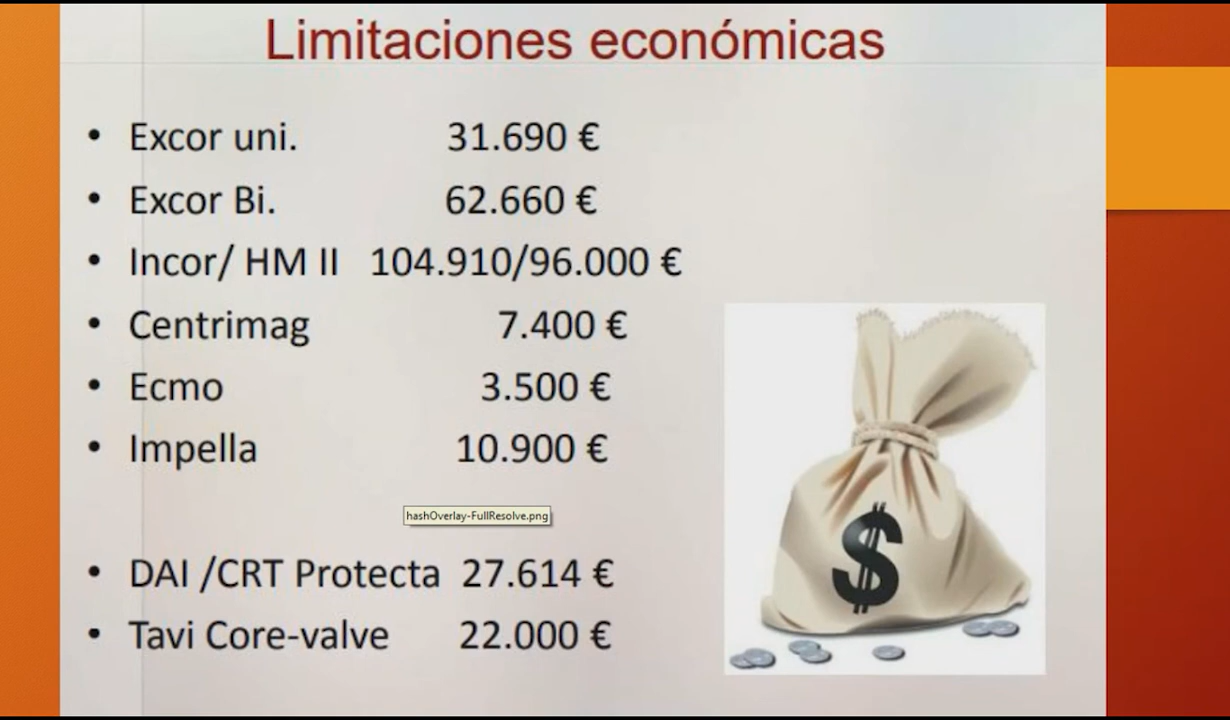 Limitaciones económicas
• Excor uni. 31.690 €
• Excor Bi. 62.660 €
• Incor/ HM II 104.910/96.000 €
• Centrimag 7.400 €
• Ecmo 3.500 €
• Impella 10.900 €
hashOverlay-FullResolve.png
• DAI /CRT Protecta 27.614 €
• Tavi Core-valve 22.000 €
$